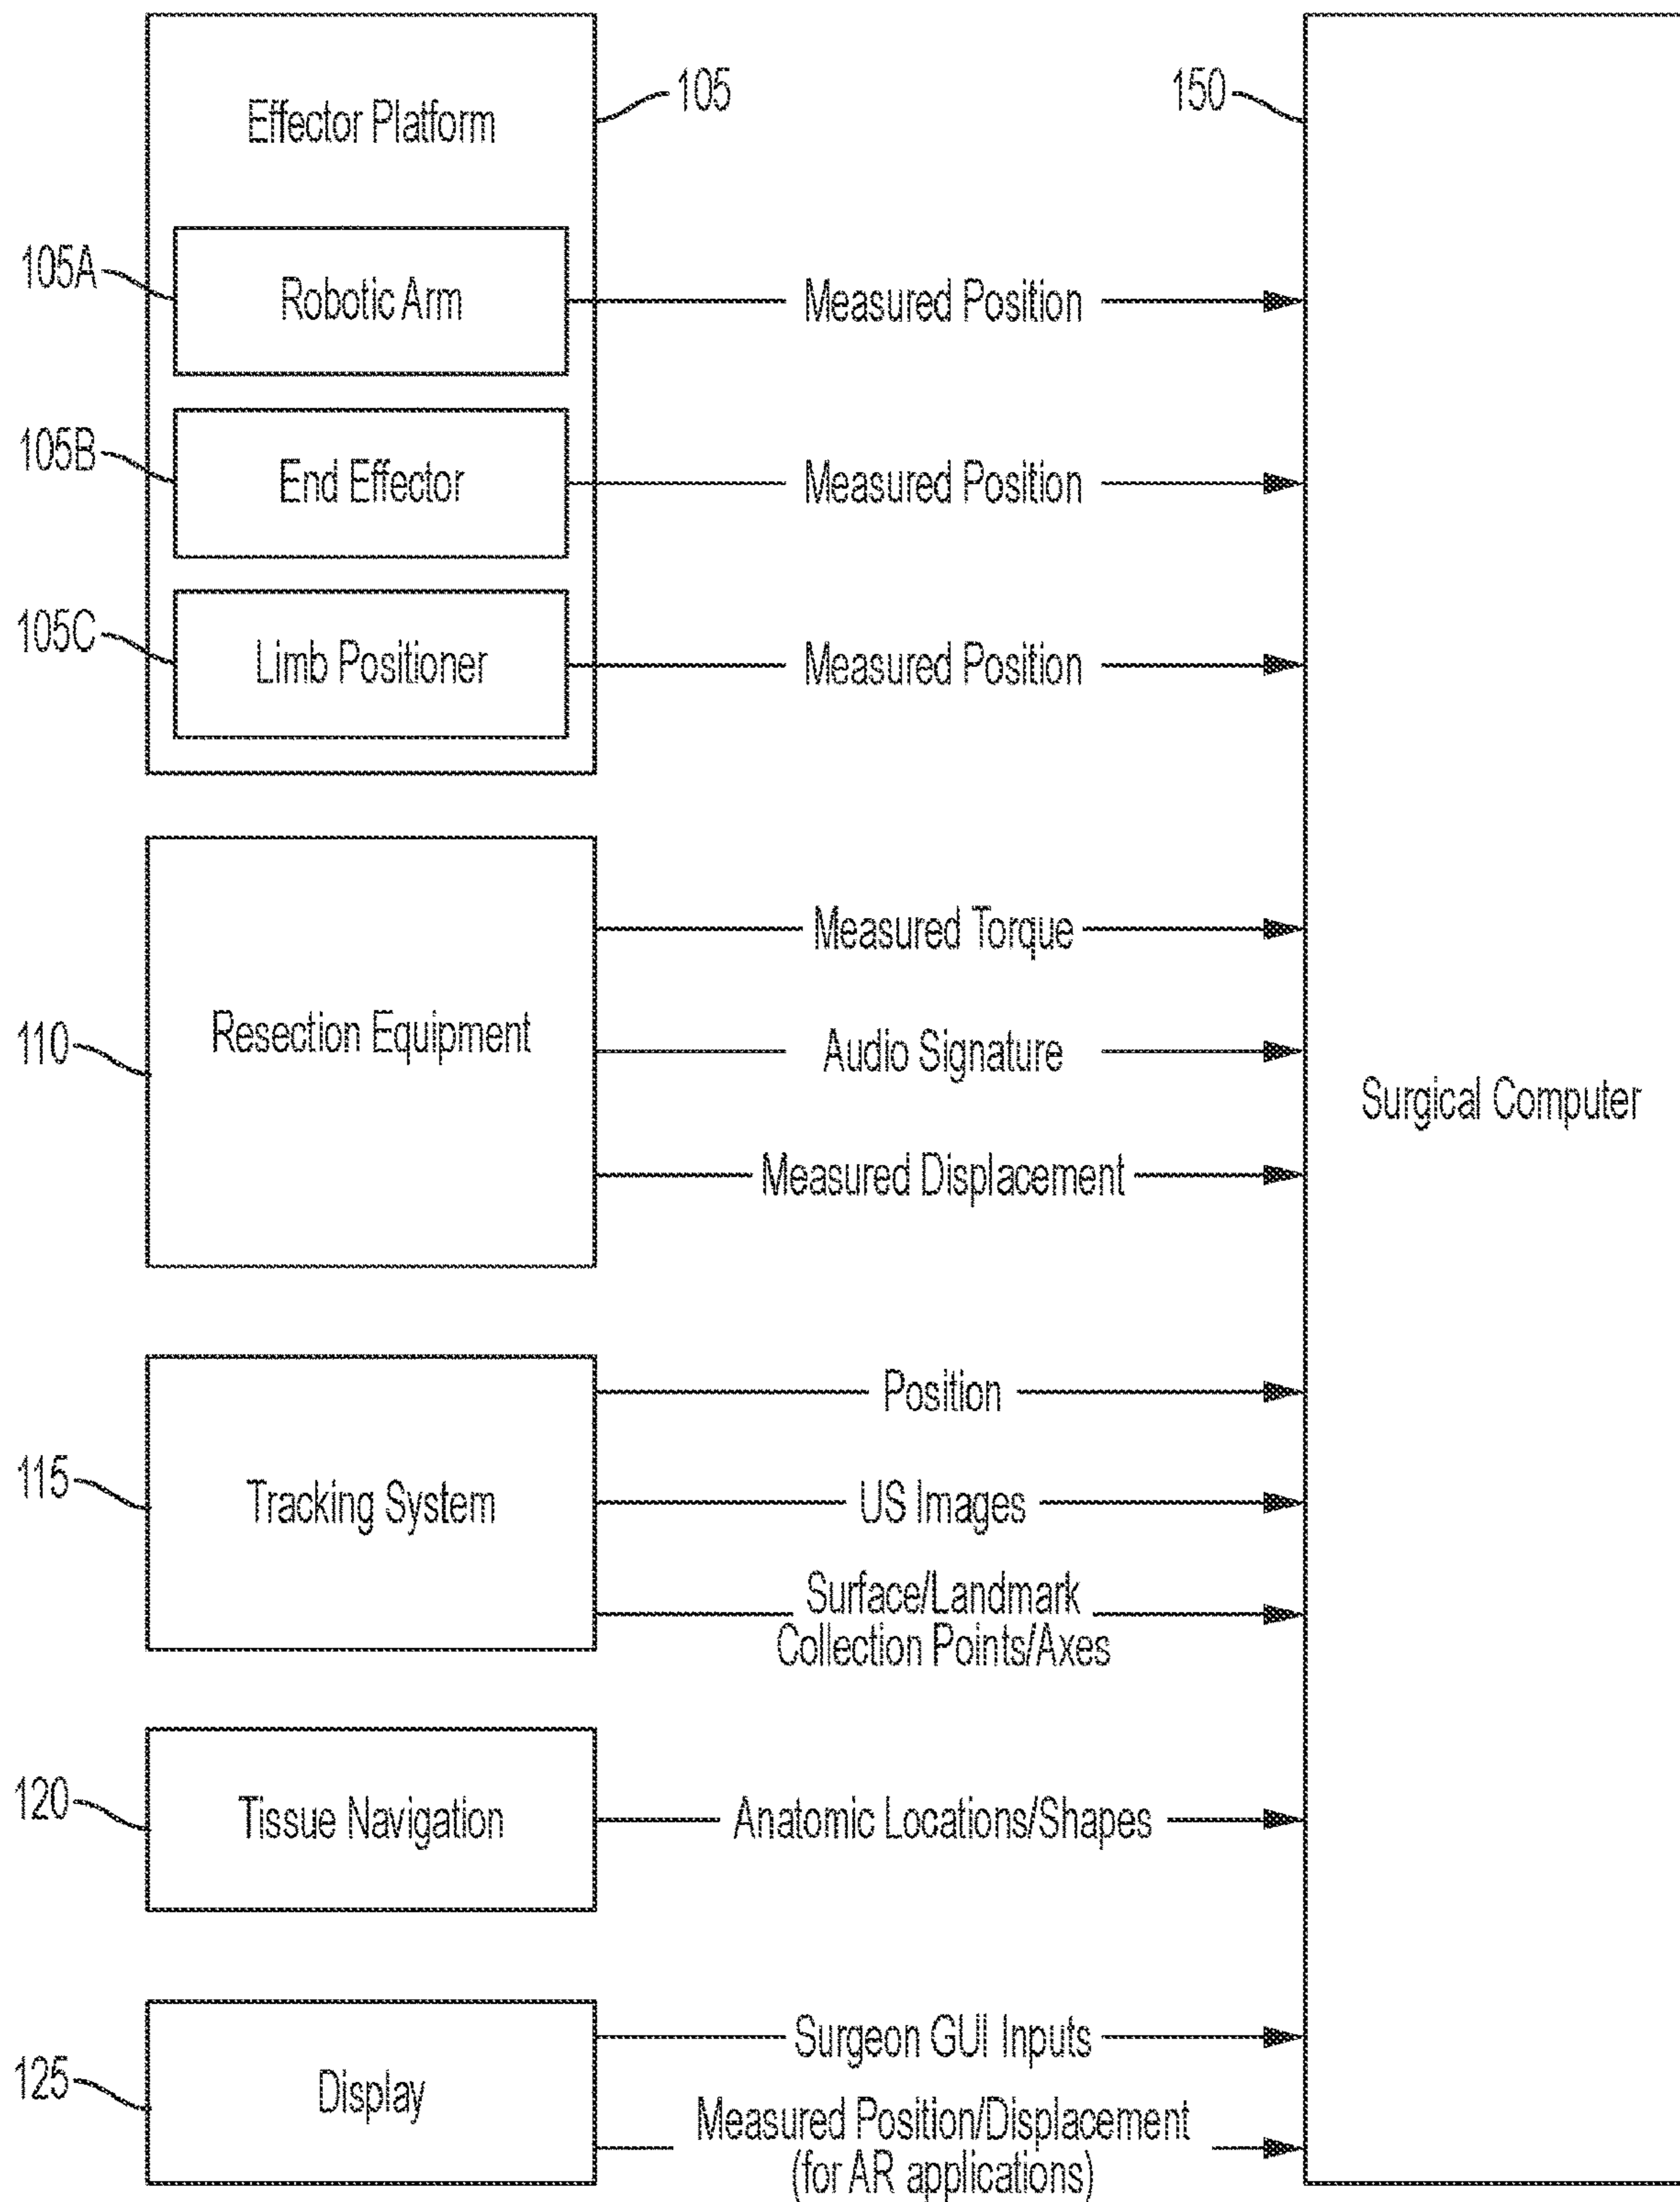 Effector Platform
105
150
105A
Robotic Arm
Measured Position
105B
End Effector
Measured Position
105C
Limb Positioner
Measured Position
Measured Torque
110
Resection Equipment
Audio Signature
Surgical Computer
Measured Displacement
Position
115
Tracking System
US Images
Surface/Landmark
Collection Points/Axes
120
Tissue Navigation
Anatomic Locations/Shapes
Surgeon GUI Inputs
125
Display
Measured Position/Displacement
(for AR applications)